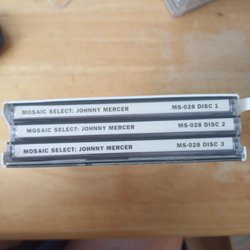 MOSAIC SELECT: JOHNNY MERCER MS-028 DISC 1
MOSAIC SELECT: JOHNNY MERCER MS-028 DISC 2
MOSAIC SELECT: JOHNNY MERCER MS-028 DISC 3